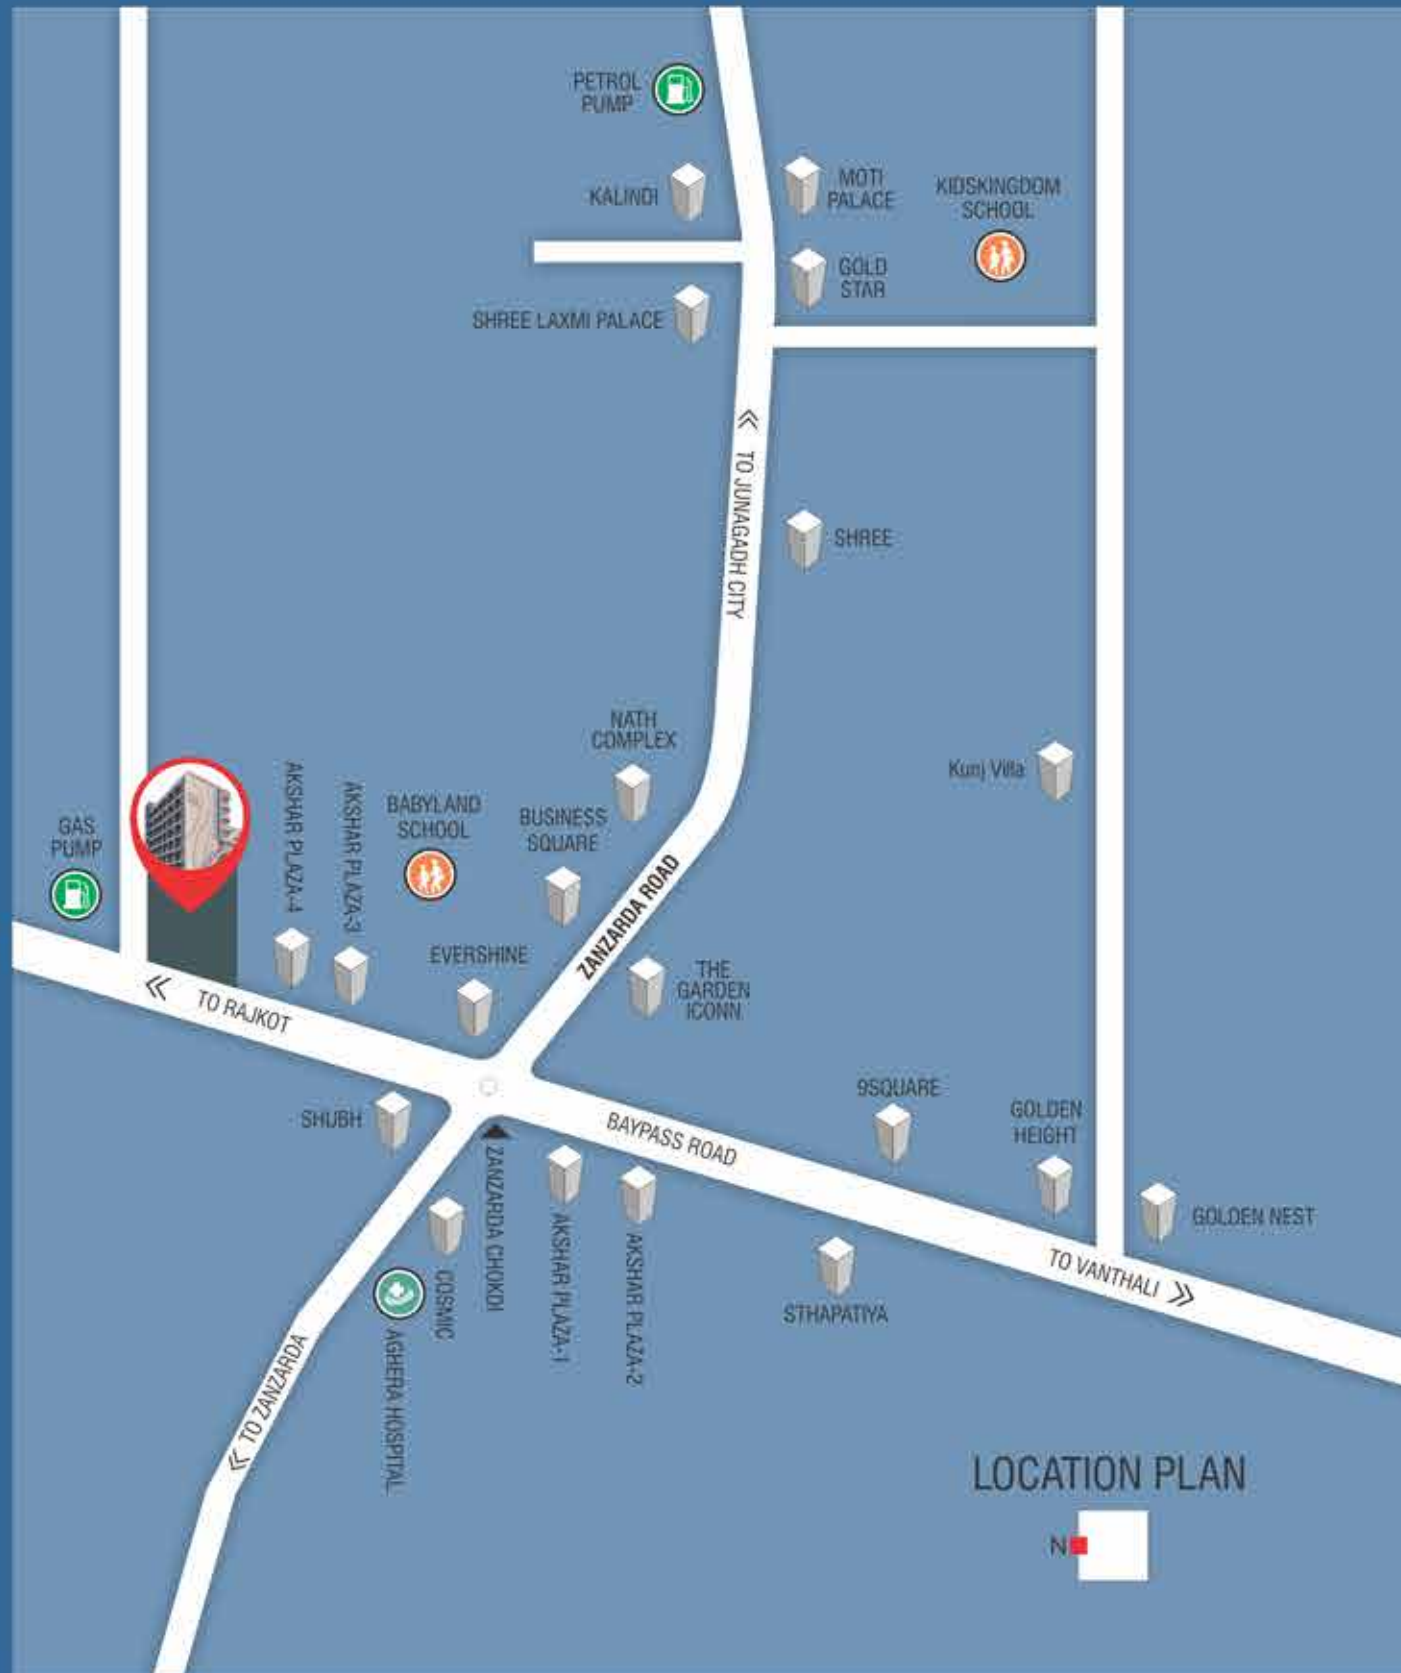 PETROL
PUMP
KALINDI
MOTI
PALACE
KIDSKINGDOM
SCHOOL
GOLD
STAR
SHREE LAXMI PALACE
TO JUNAGADH CITY
SHREE
NATH
COMPLEX
Kunj Villa
BUSINESS
SQUARE
BABYLAND
SCHOOL
AKSHAR PLAZA-4
AKSHAR PLAZA-3
GAS
PUMP
ZANZARDA ROAD
EVERSHINE
THE
GARDEN
ICONN
TO RAJKOT
SHUBH
BAYPASS ROAD
9SQUARE
GOLDEN
HEIGHT
GOLDEN NEST
ZANZARDA CHOKDI
AKSHAR PLAZA-1
AKSHAR PLAZA-2
STHAPATIYA
TO VANTHALI
COSMIC
AGHERA HOSPITAL
TO ZANZARDA
LOCATION PLAN
N